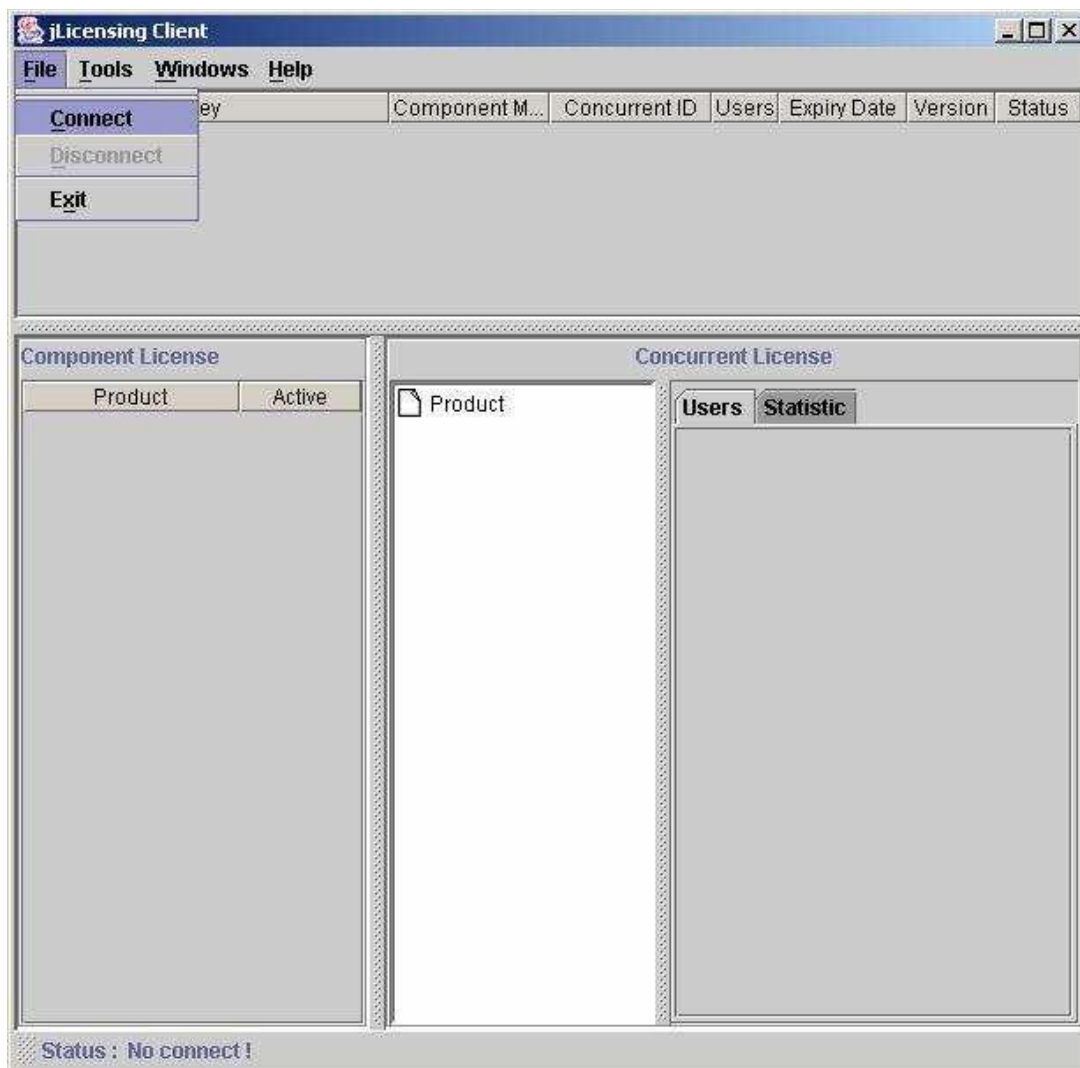 jLicensing Client
File Tools Windows Help
ey Component M... Concurrent ID Users Expiry Date Version Status
Connect
Disconnect
Exit
Component License
Concurrent License
Product Active
Product
Users Statistic
Status : No connect !